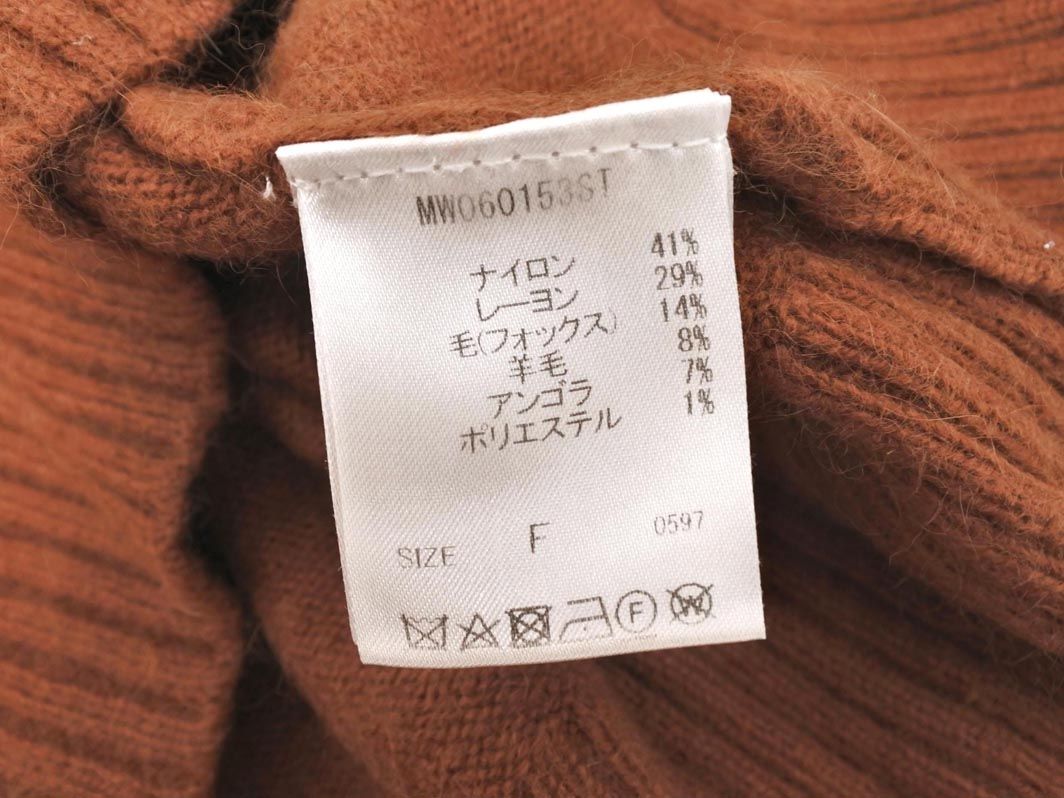 MW060153ST
ナイロン 41%
レーヨン 29%
毛(フォックス) 14%
羊毛 8%
アンゴラ 7%
ポリエステル 1%
SIZE F 0597
F W